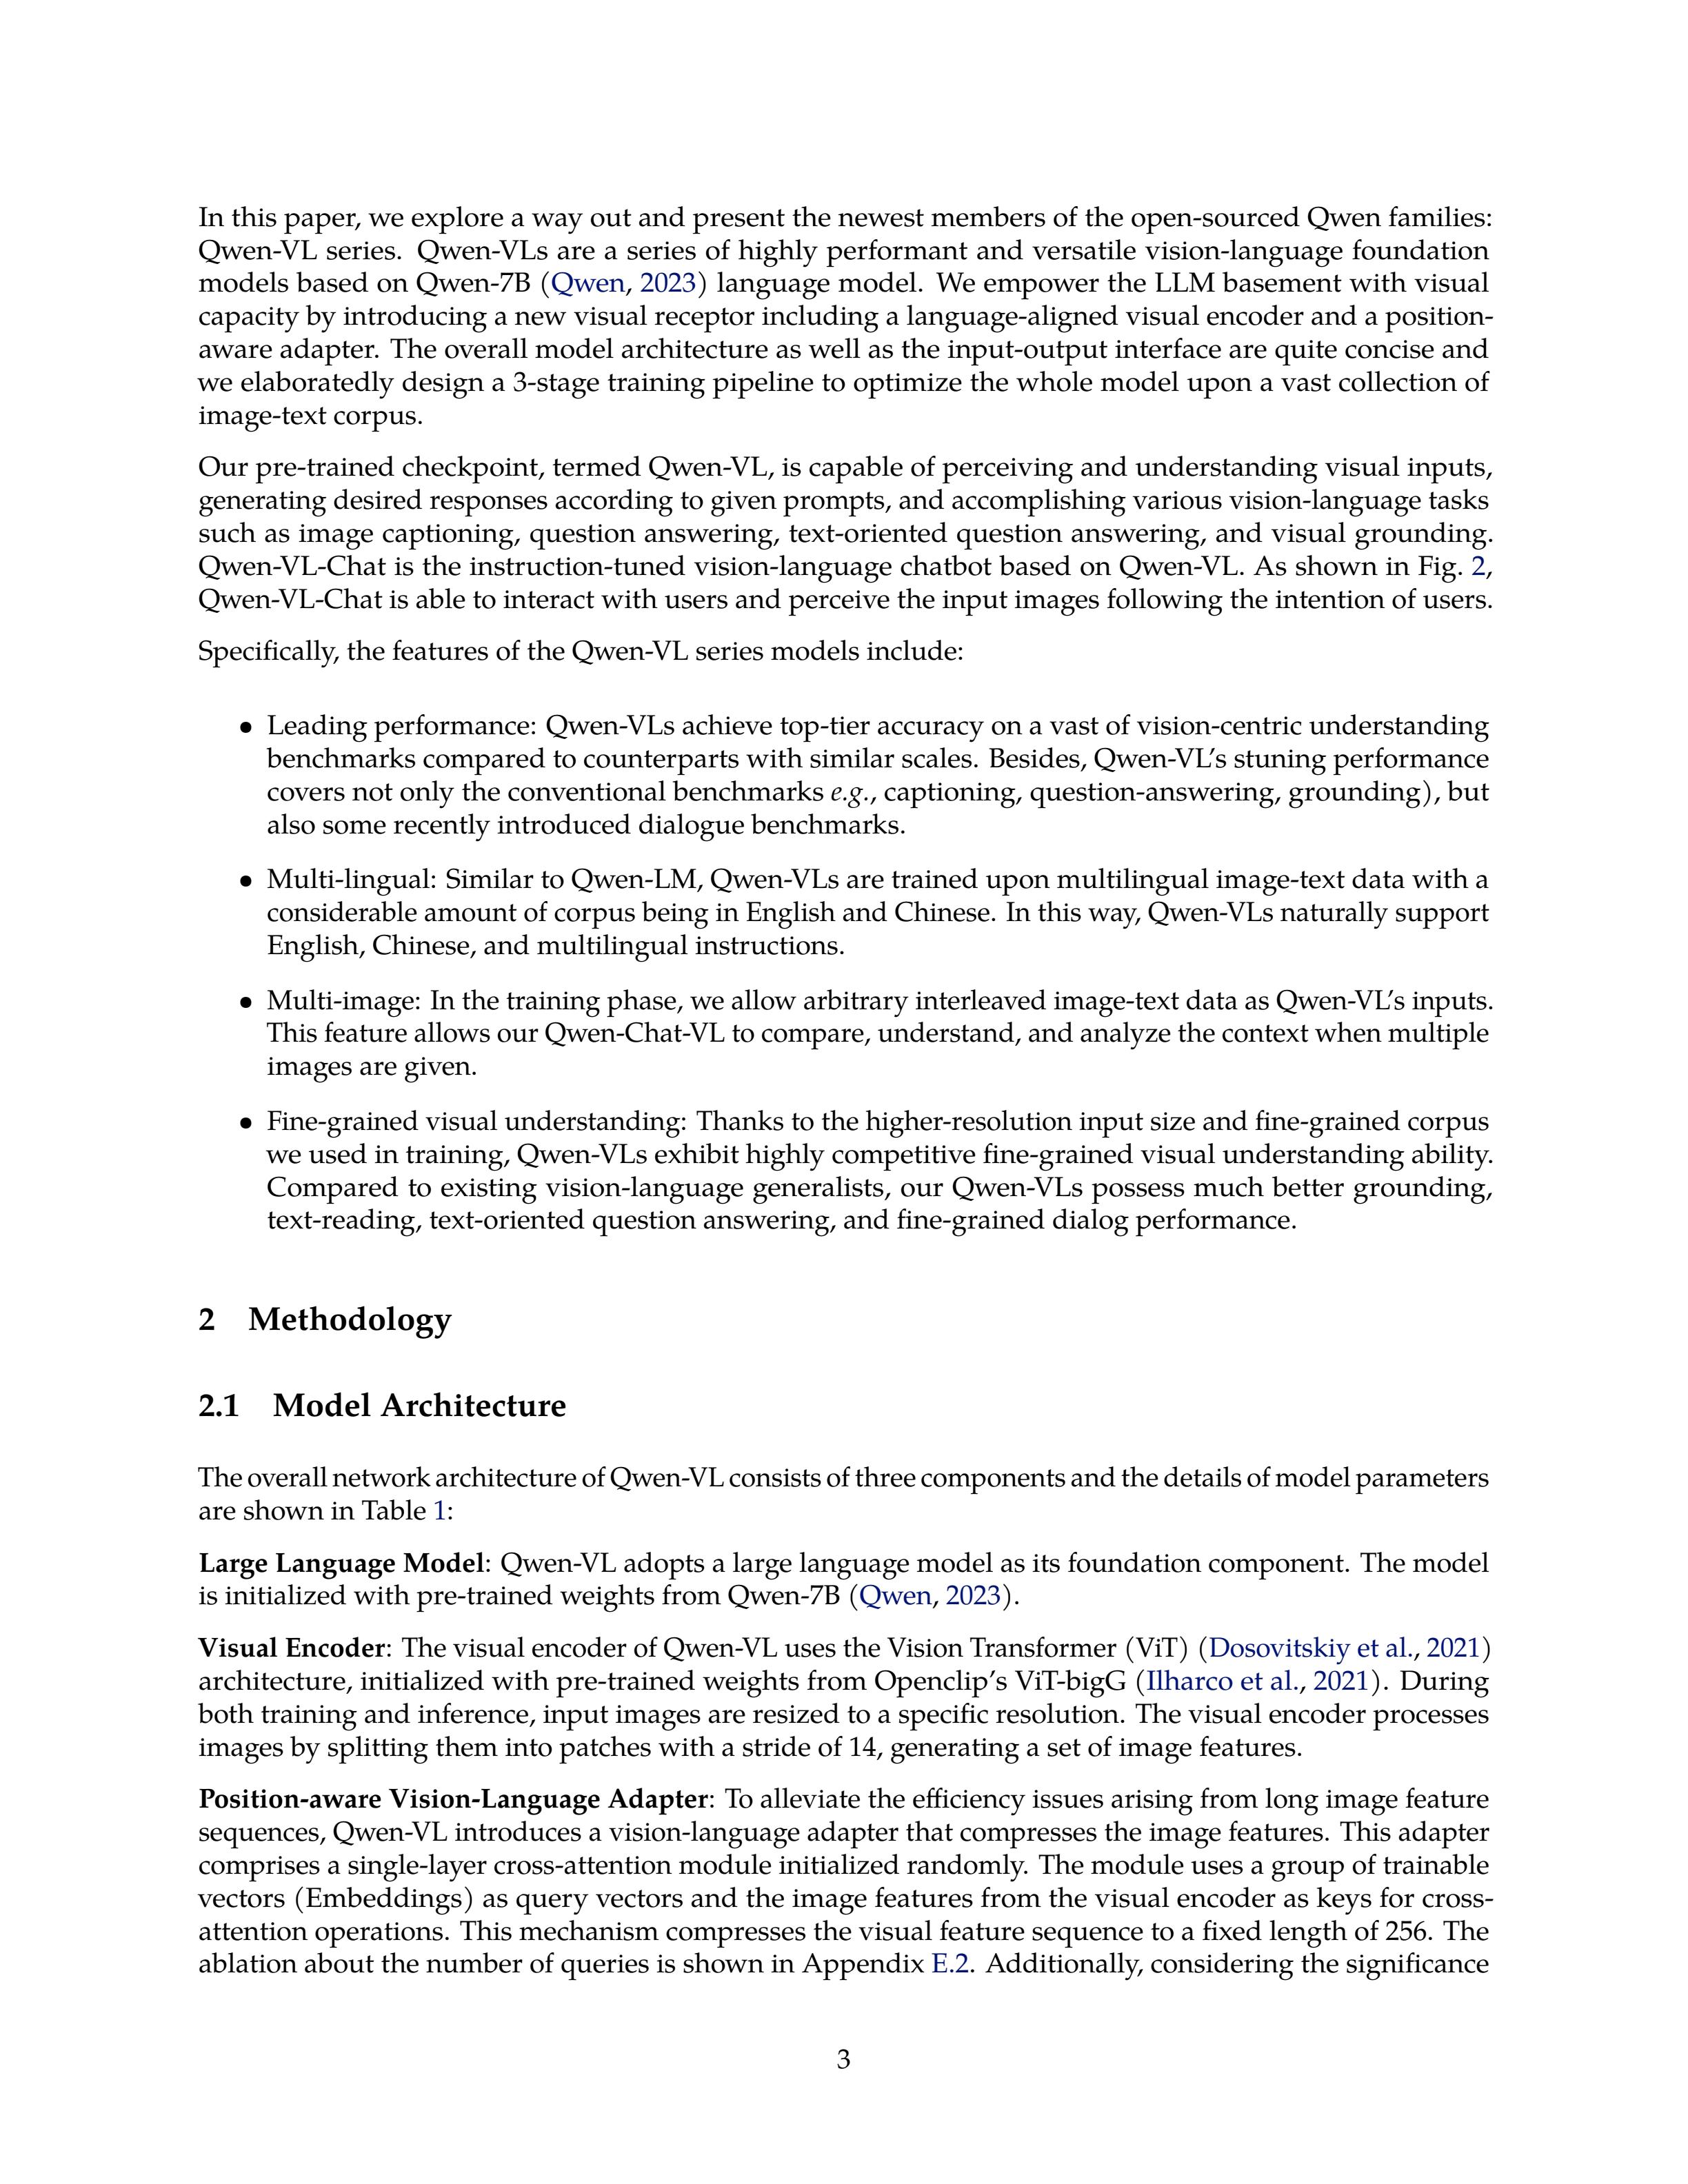 In this paper, we explore a way out and present the newest members of the open-sourced Qwen families:
Qwen-VL series. Qwen-VLs are a series of highly performant and versatile vision-language foundation
models based on Qwen-7B (Qwen, 2023) language model. We empower the LLM basement with visual
capacity by introducing a new visual receptor including a language-aligned visual encoder and a position-
aware adapter. The overall model architecture as well as the input-output interface are quite concise and
we elaboratedly design a 3-stage training pipeline to optimize the whole model upon a vast collection of
image-text corpus.
Our pre-trained checkpoint, termed Qwen-VL, is capable of perceiving and understanding visual inputs,
generating desired responses according to given prompts, and accomplishing various vision-language tasks
such as image captioning, question answering, text-oriented question answering, and visual grounding.
Qwen-VL-Chat is the instruction-tuned vision-language chatbot based on Qwen-VL. As shown in Fig. 2,
Qwen-VL-Chat is able to interact with users and perceive the input images following the intention of users.
Specifically, the features of the Qwen-VL series models include:
• Leading performance: Qwen-VLs achieve top-tier accuracy on a vast of vision-centric understanding
benchmarks compared to counterparts with similar scales. Besides, Qwen-VL's stuning performance
covers not only the conventional benchmarks e.g., captioning, question-answering, grounding), but
also some recently introduced dialogue benchmarks.
• Multi-lingual: Similar to Qwen-LM, Qwen-VLs are trained upon multilingual image-text data with a
considerable amount of corpus being in English and Chinese. In this way, Qwen-VLs naturally support
English, Chinese, and multilingual instructions.
• Multi-image: In the training phase, we allow arbitrary interleaved image-text data as Qwen-VL's inputs.
This feature allows our Qwen-Chat-VL to compare, understand, and analyze the context when multiple
images are given.
• Fine-grained visual understanding: Thanks to the higher-resolution input size and fine-grained corpus
we used in training, Qwen-VLs exhibit highly competitive fine-grained visual understanding ability.
Compared to existing vision-language generalists, our Qwen-VLs possess much better grounding,
text-reading, text-oriented question answering, and fine-grained dialog performance.
2 Methodology
2.1 Model Architecture
The overall network architecture of Qwen-VL consists of three components and the details of model parameters
are shown in Table 1:
Large Language Model: Qwen-VL adopts a large language model as its foundation component. The model
is initialized with pre-trained weights from Qwen-7B (Qwen, 2023).
Visual Encoder: The visual encoder of Qwen-VL uses the Vision Transformer (ViT) (Dosovitskiy et al., 2021)
architecture, initialized with pre-trained weights from Openclip's ViT-bigG (Ilharco et al., 2021). During
both training and inference, input images are resized to a specific resolution. The visual encoder processes
images by splitting them into patches with a stride of 14, generating a set of image features.
Position-aware Vision-Language Adapter: To alleviate the efficiency issues arising from long image feature
sequences, Qwen-VL introduces a vision-language adapter that compresses the image features. This adapter
comprises a single-layer cross-attention module initialized randomly. The module uses a group of trainable
vectors (Embeddings) as query vectors and the image features from the visual encoder as keys for cross-
attention operations. This mechanism compresses the visual feature sequence to a fixed length of 256. The
ablation about the number of queries is shown in Appendix E.2. Additionally, considering the significance
3